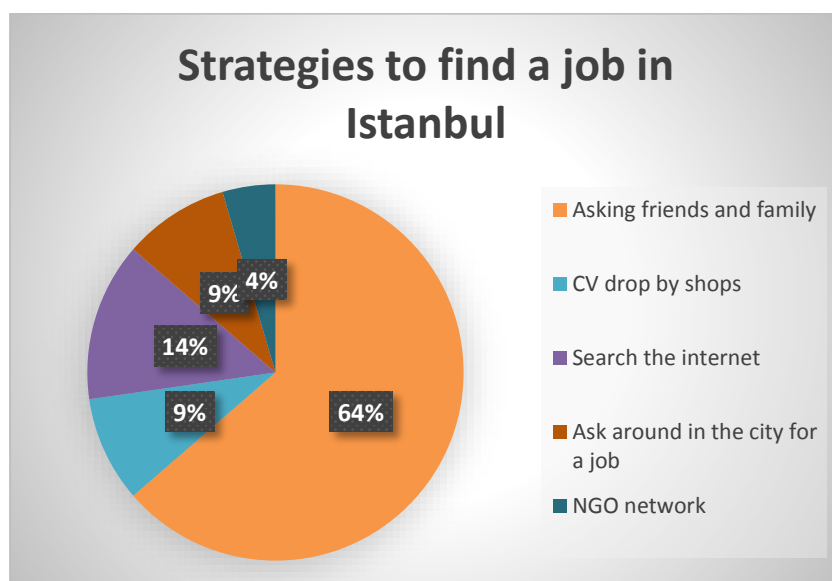 Strategies to find a job in
Istanbul
9%
4%
14%
9%
64%
Asking friends and family
CV drop by shops
Search the internet
Ask around in the city for
a job
NGO network